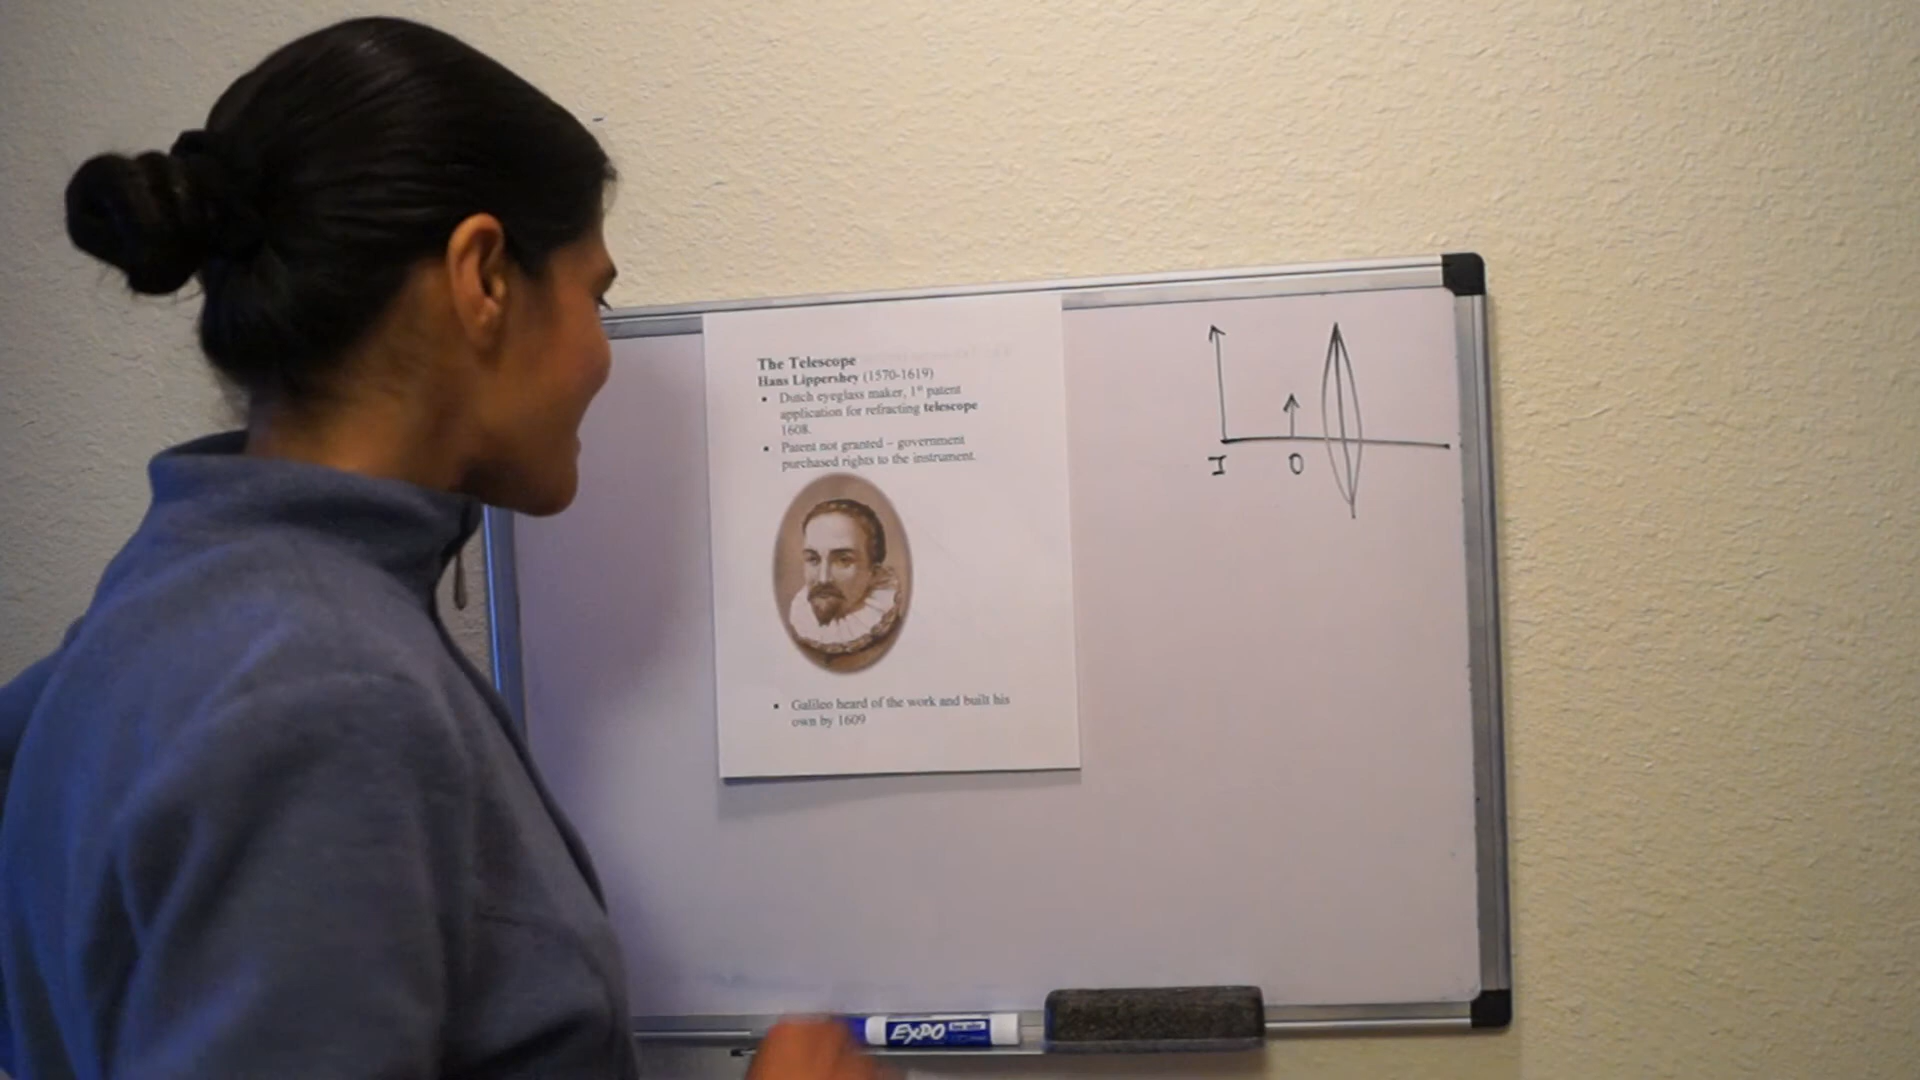 The Telescope
Hans Lippershey (1570-1619)
• Dutch eyeglass maker, 1st patent
application for refracting telescope
1608.
• Patent not granted – government
purchased rights to the instrument.
• Galileo heard of the work and built his
own by 1609
I O
EXPO